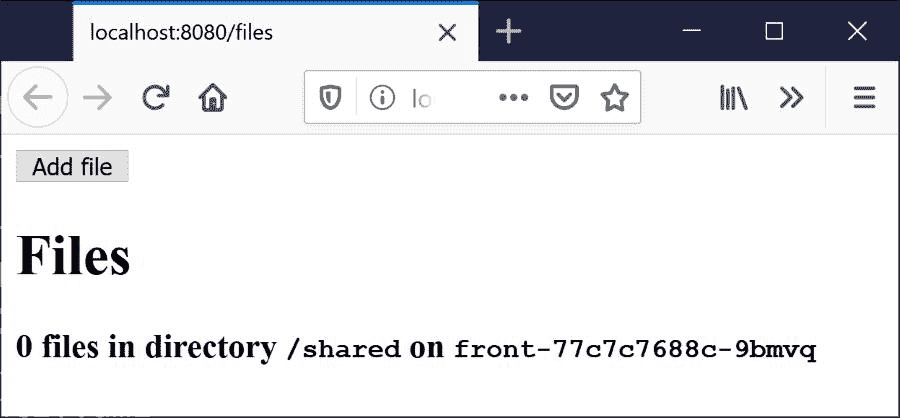 localhost:8080/files
Add file
Files
0 files in directory /shared on front-77c7c7688c-9bmvq